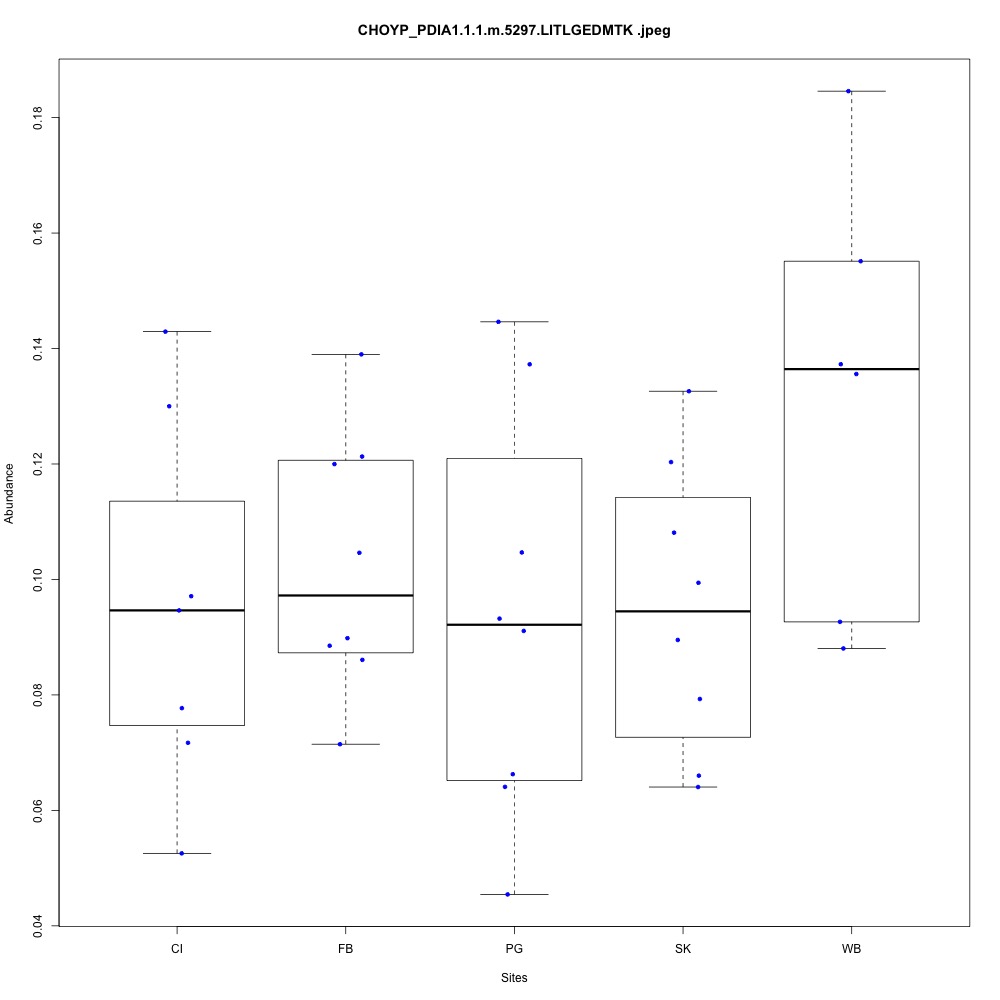 CHOYP_PDIA1.1.1.m.5297.LITLGEDMTK .jpeg
Abundance
0.18
0.16
0.14
0.12
0.10
0.08
0.06
0.04
CI FB PG SK WB
Sites